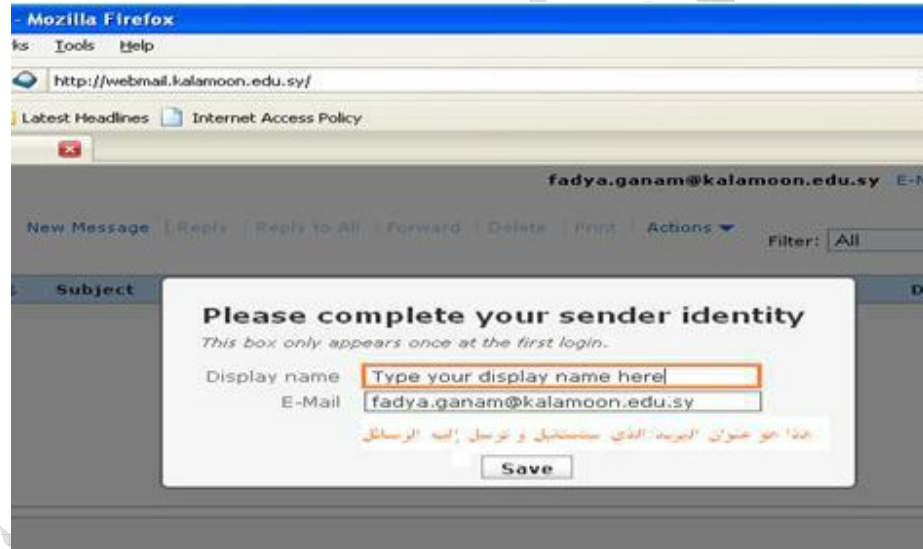 - Mozilla Firefox
ks Tools Help
http://webmail.kalamoon.edu.sy/
Latest Headlines Internet Access Policy
fadya.ganam@kalamoon.edu.sy E-M
New Message Reply Reply to All Forward Delete Print Actions
Filter: All
Subject D
Please complete your sender identity
This box only appears once at the first login.
Display name Type your display name here
E-Mail fadya.ganam@kalamoon.edu.sy
هذا هو عنوان البريد الذي ستستقبل و ترسل إليه الرسائل
Save